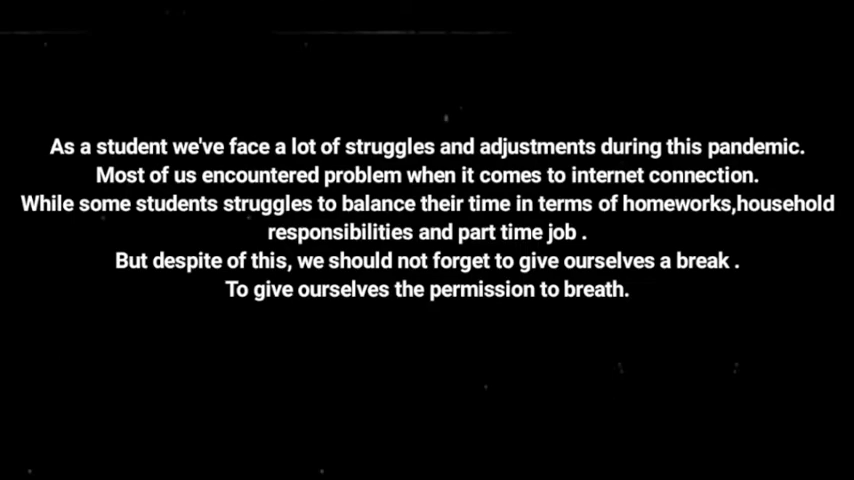 As a student we've face a lot of struggles and adjustments during this pandemic.
Most of us encountered problem when it comes to internet connection.
While some students struggles to balance their time in terms of homeworks,household
responsibilities and part time job .
But despite of this, we should not forget to give ourselves a break .
To give ourselves the permission to breath.